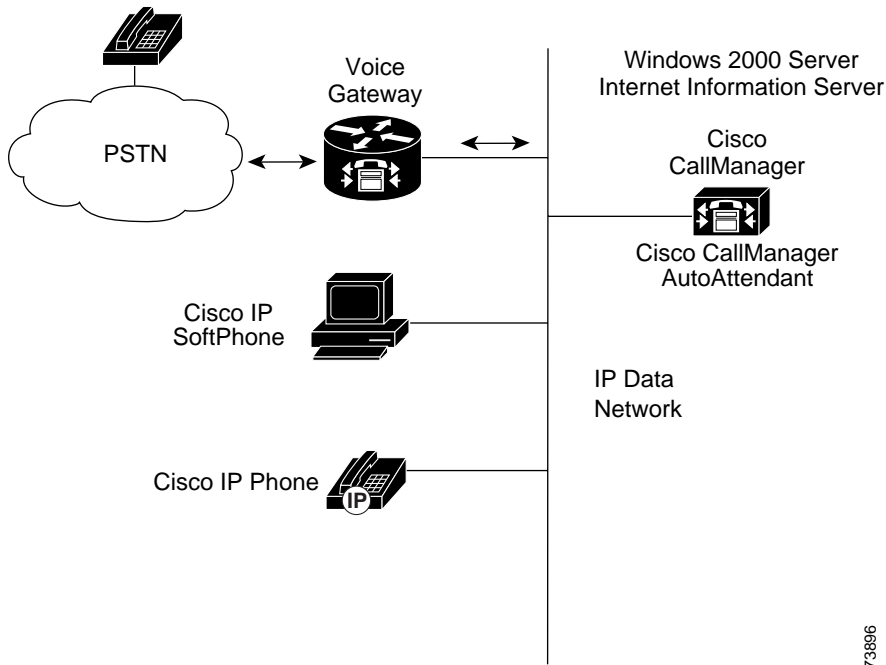 Voice
Gateway
Windows 2000 Server
Internet Information Server
PSTN
Cisco
CallManager
Cisco CallManager
AutoAttendant
Cisco IP
SoftPhone
IP Data
Network
Cisco IP Phone
IP
73896